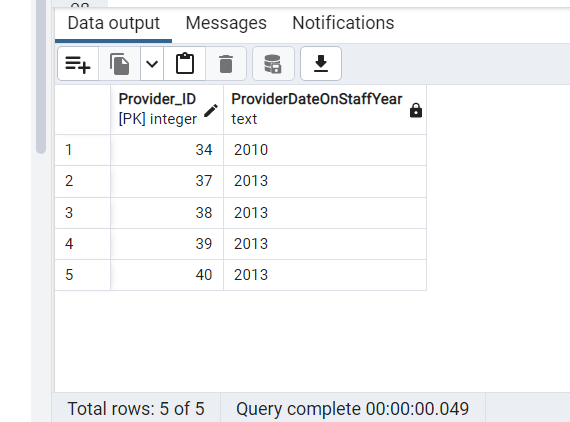 Data output Messages Notifications
Provider_ID ProviderDateOnStaffYear
[PK] integer text
1 34 2010
2 37 2013
3 38 2013
4 39 2013
5 40 2013
Total rows: 5 of 5 Query complete 00:00:00.049